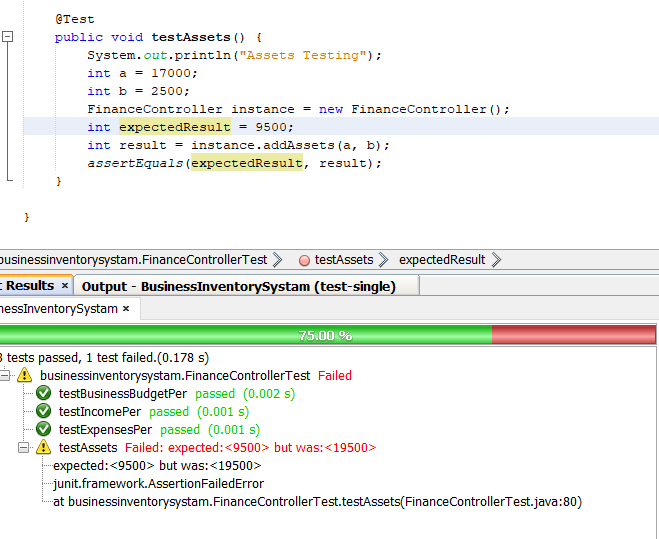 @Test
public void testAssets() {
System.out.println("Assets Testing");
int a = 17000;
int b = 2500;
FinanceController instance = new FinanceController();
int expectedResult = 9500;
int result = instance.addAssets(a, b);
assertEquals(expectedResult, result);
}
}
businessinventorysystam.FinanceControllerTest testAssets expectedResult
Results × Output - BusinessInventorySystam (test-single)
nessInventorySystam ×
75.00 %
3 tests passed, 1 test failed.(0.178 s)
businessinventorysystam.FinanceControllerTest Failed
testBusinessBudgetPer passed (0.002 s)
testIncomePer passed (0.001 s)
testExpensesPer passed (0.001 s)
testAssets Failed: expected:<9500> but was:<19500>
expected:<9500> but was:<19500>
junit.framework.AssertionFailedError
at businessinventorysystam.FinanceControllerTest.testAssets(FinanceControllerTest.java:80)